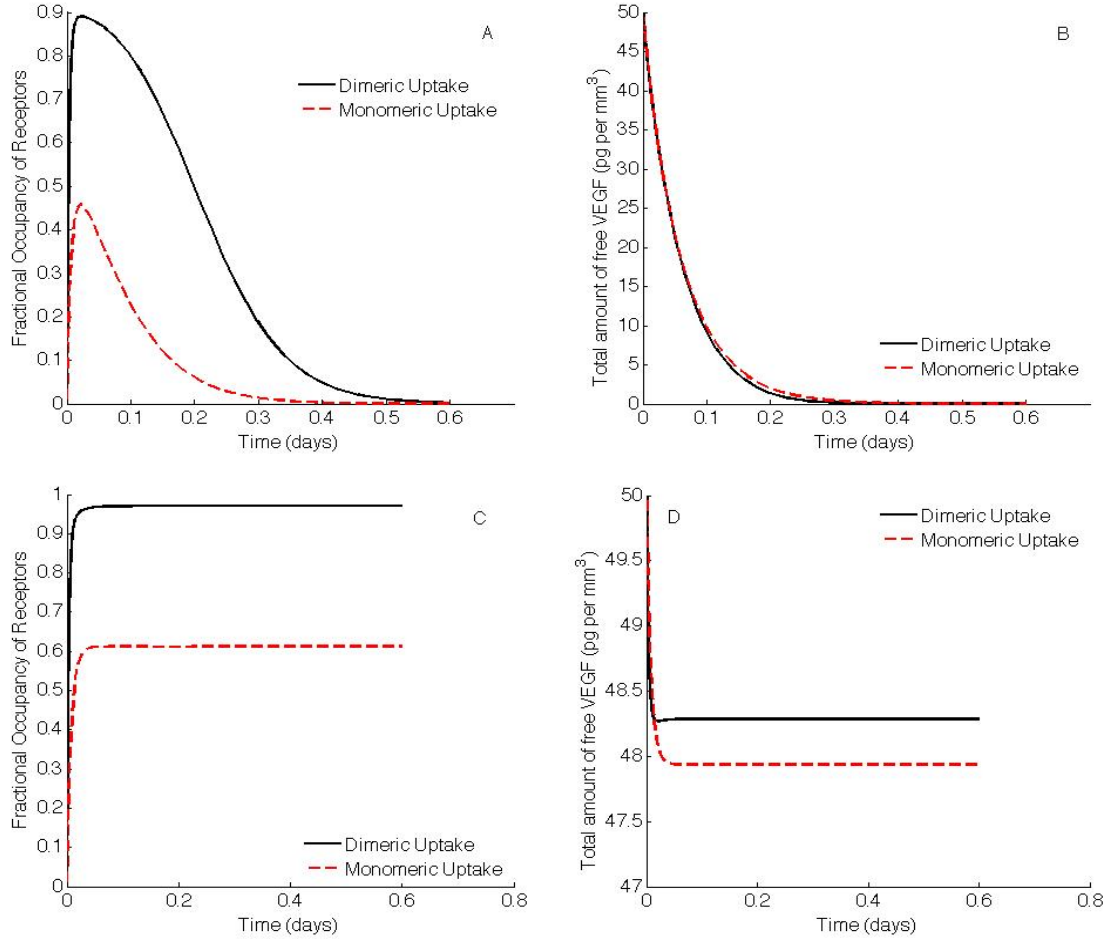 A
Fractional Occupancy of Receptors
0.9
0.8
0.7
0.6
0.5
0.4
0.3
0.2
0.1
0
Dimeric Uptake
Monomeric Uptake
0 0.1 0.2 0.3 0.4 0.5 0.6
Time (days)
B
Total amount of free VEGF (pg per mm³)
50
45
40
35
30
25
20
15
10
5
0
Dimeric Uptake
Monomeric Uptake
0 0.1 0.2 0.3 0.4 0.5 0.6
Time (days)
C
Fractional Occupancy of Receptors
1
0.9
0.8
0.7
0.6
0.5
0.4
0.3
0.2
0.1
0
Dimeric Uptake
Monomeric Uptake
0 0.2 0.4 0.6 0.8
Time (days)
D
Total amount of free VEGF (pg per mm³)
50
49.5
49
48.5
48
47.5
47
Dimeric Uptake
Monomeric Uptake
0 0.2 0.4 0.6 0.8
Time (days)